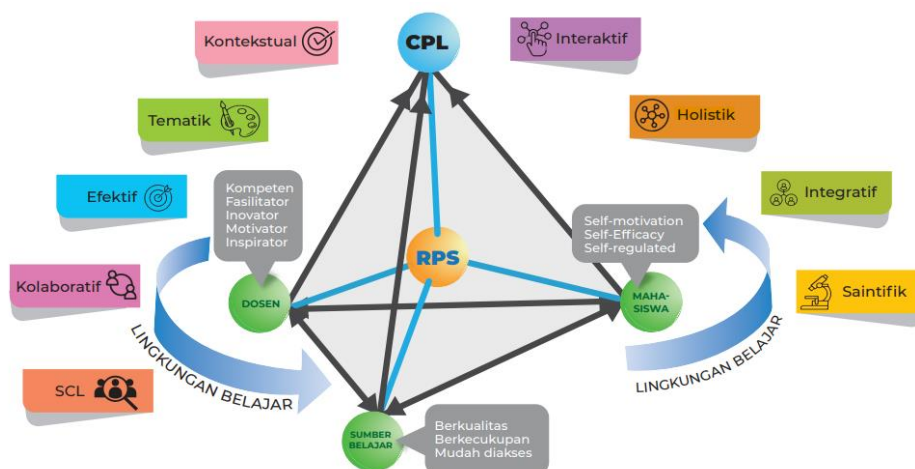 Kontekstual
CPL
Interaktif
Tematik
Holistik
Efektif
Kompeten
Fasilitator
Inovator
Motivator
Inspirator
Self-motivation
Self-Efficacy
Self-regulated
Integratif
RPS
Kolaboratif
DOSEN
MAHA-
SISWA
Saintifik
LINGKUNGAN BELAJAR
LINGKUNGAN BELAJAR
SCL
SUMBER
BELAJAR
Berkualitas
Berkecukupan
Mudah diakses